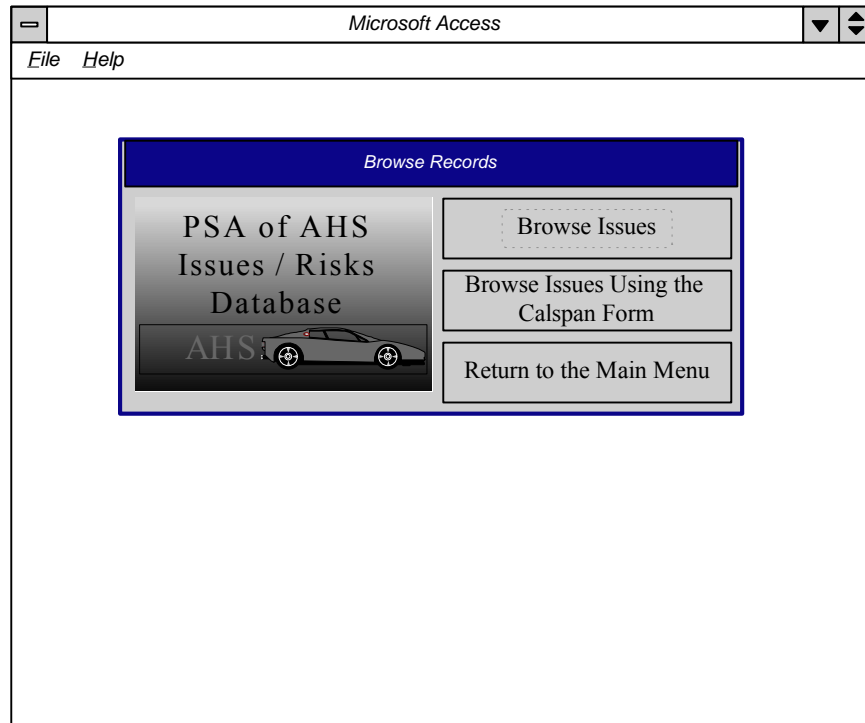 Microsoft Access
File Help
Browse Records
PSA of AHS
Issues / Risks
Database
AHS
Browse Issues
Browse Issues Using the
Calspan Form
Return to the Main Menu